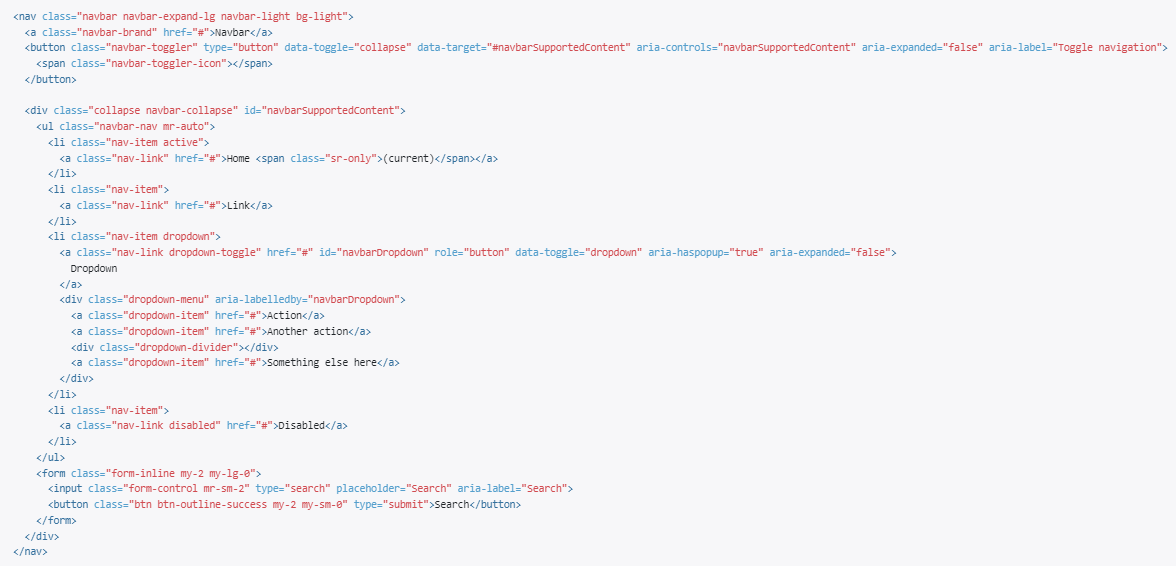 <nav class="navbar navbar-expand-lg navbar-light bg-light">
  <a class="navbar-brand" href="#">Navbar</a>
  <button class="navbar-toggler" type="button" data-toggle="collapse" data-target="#navbarSupportedContent" aria-controls="navbarSupportedContent" aria-expanded="false" aria-label="Toggle navigation">
    <span class="navbar-toggler-icon"></span>
  </button>

  <div class="collapse navbar-collapse" id="navbarSupportedContent">
    <ul class="navbar-nav mr-auto">
      <li class="nav-item active">
        <a class="nav-link" href="#">Home <span class="sr-only">(current)</span></a>
      </li>
      <li class="nav-item">
        <a class="nav-link" href="#">Link</a>
      </li>
      <li class="nav-item dropdown">
        <a class="nav-link dropdown-toggle" href="#" id="navbarDropdown" role="button" data-toggle="dropdown" aria-haspopup="true" aria-expanded="false">
          Dropdown
        </a>
        <div class="dropdown-menu" aria-labelledby="navbarDropdown">
          <a class="dropdown-item" href="#">Action</a>
          <a class="dropdown-item" href="#">Another action</a>
          <div class="dropdown-divider"></div>
          <a class="dropdown-item" href="#">Something else here</a>
        </div>
      </li>
      <li class="nav-item">
        <a class="nav-link disabled" href="#">Disabled</a>
      </li>
    </ul>
    <form class="form-inline my-2 my-lg-0">
      <input class="form-control mr-sm-2" type="search" placeholder="Search" aria-label="Search">
      <button class="btn btn-outline-success my-2 my-sm-0" type="submit">Search</button>
    </form>
  </div>
</nav>